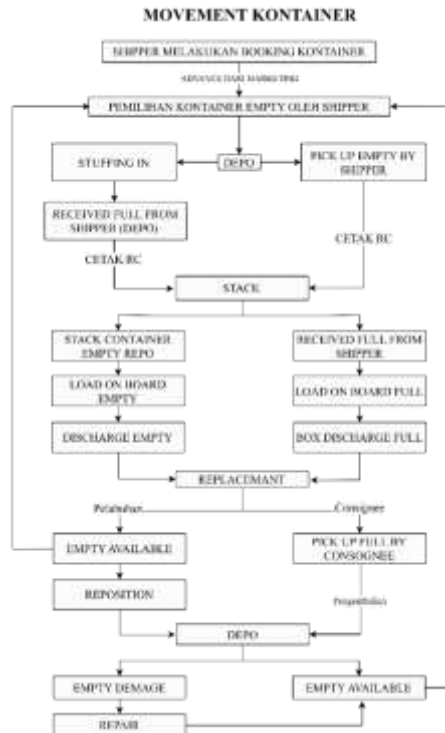 MOVEMENT KONTAINER
SHIPPER MELAKUKAN BOOKING KONTAINER
MARKETING
PEMILIHAN KONTAINER EMPTY OLEH SHIPPER
STUFFING IN
DEPO
PICK UP EMPTY BY
SHIPPER
RECEIVED FULL FROM
SHIPPER (DEPO)
CETAK RC
CETAK RC
STACK
STACK CONTAINER
EMPTY REPO
RECEIVED FULL FROM
SHIPPER
LOAD ON BOARD
EMPTY
LOAD ON BOARD FULL
DISCHARGE EMPTY
BOX DISCHARGE FULL
REPLACEMANT
Pelabuhan
Consignee
EMPTY AVAILABLE
PICK UP FULL BY
CONSOGNEE
REPOSITION
Pengembalian
DEPO
EMPTY DEMAGE
EMPTY AVAILABLE
REPAIR